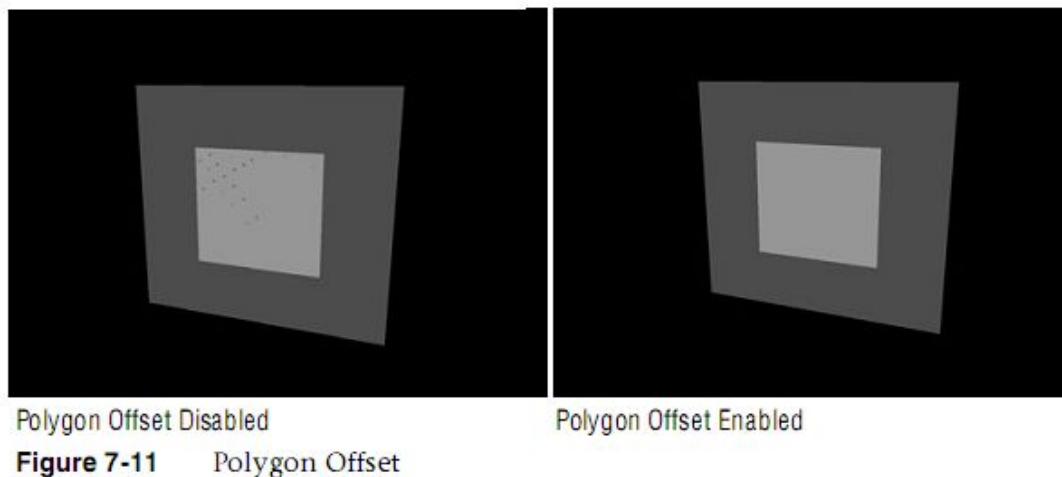 Polygon Offset Disabled
Polygon Offset Enabled
Figure 7-11 Polygon Offset